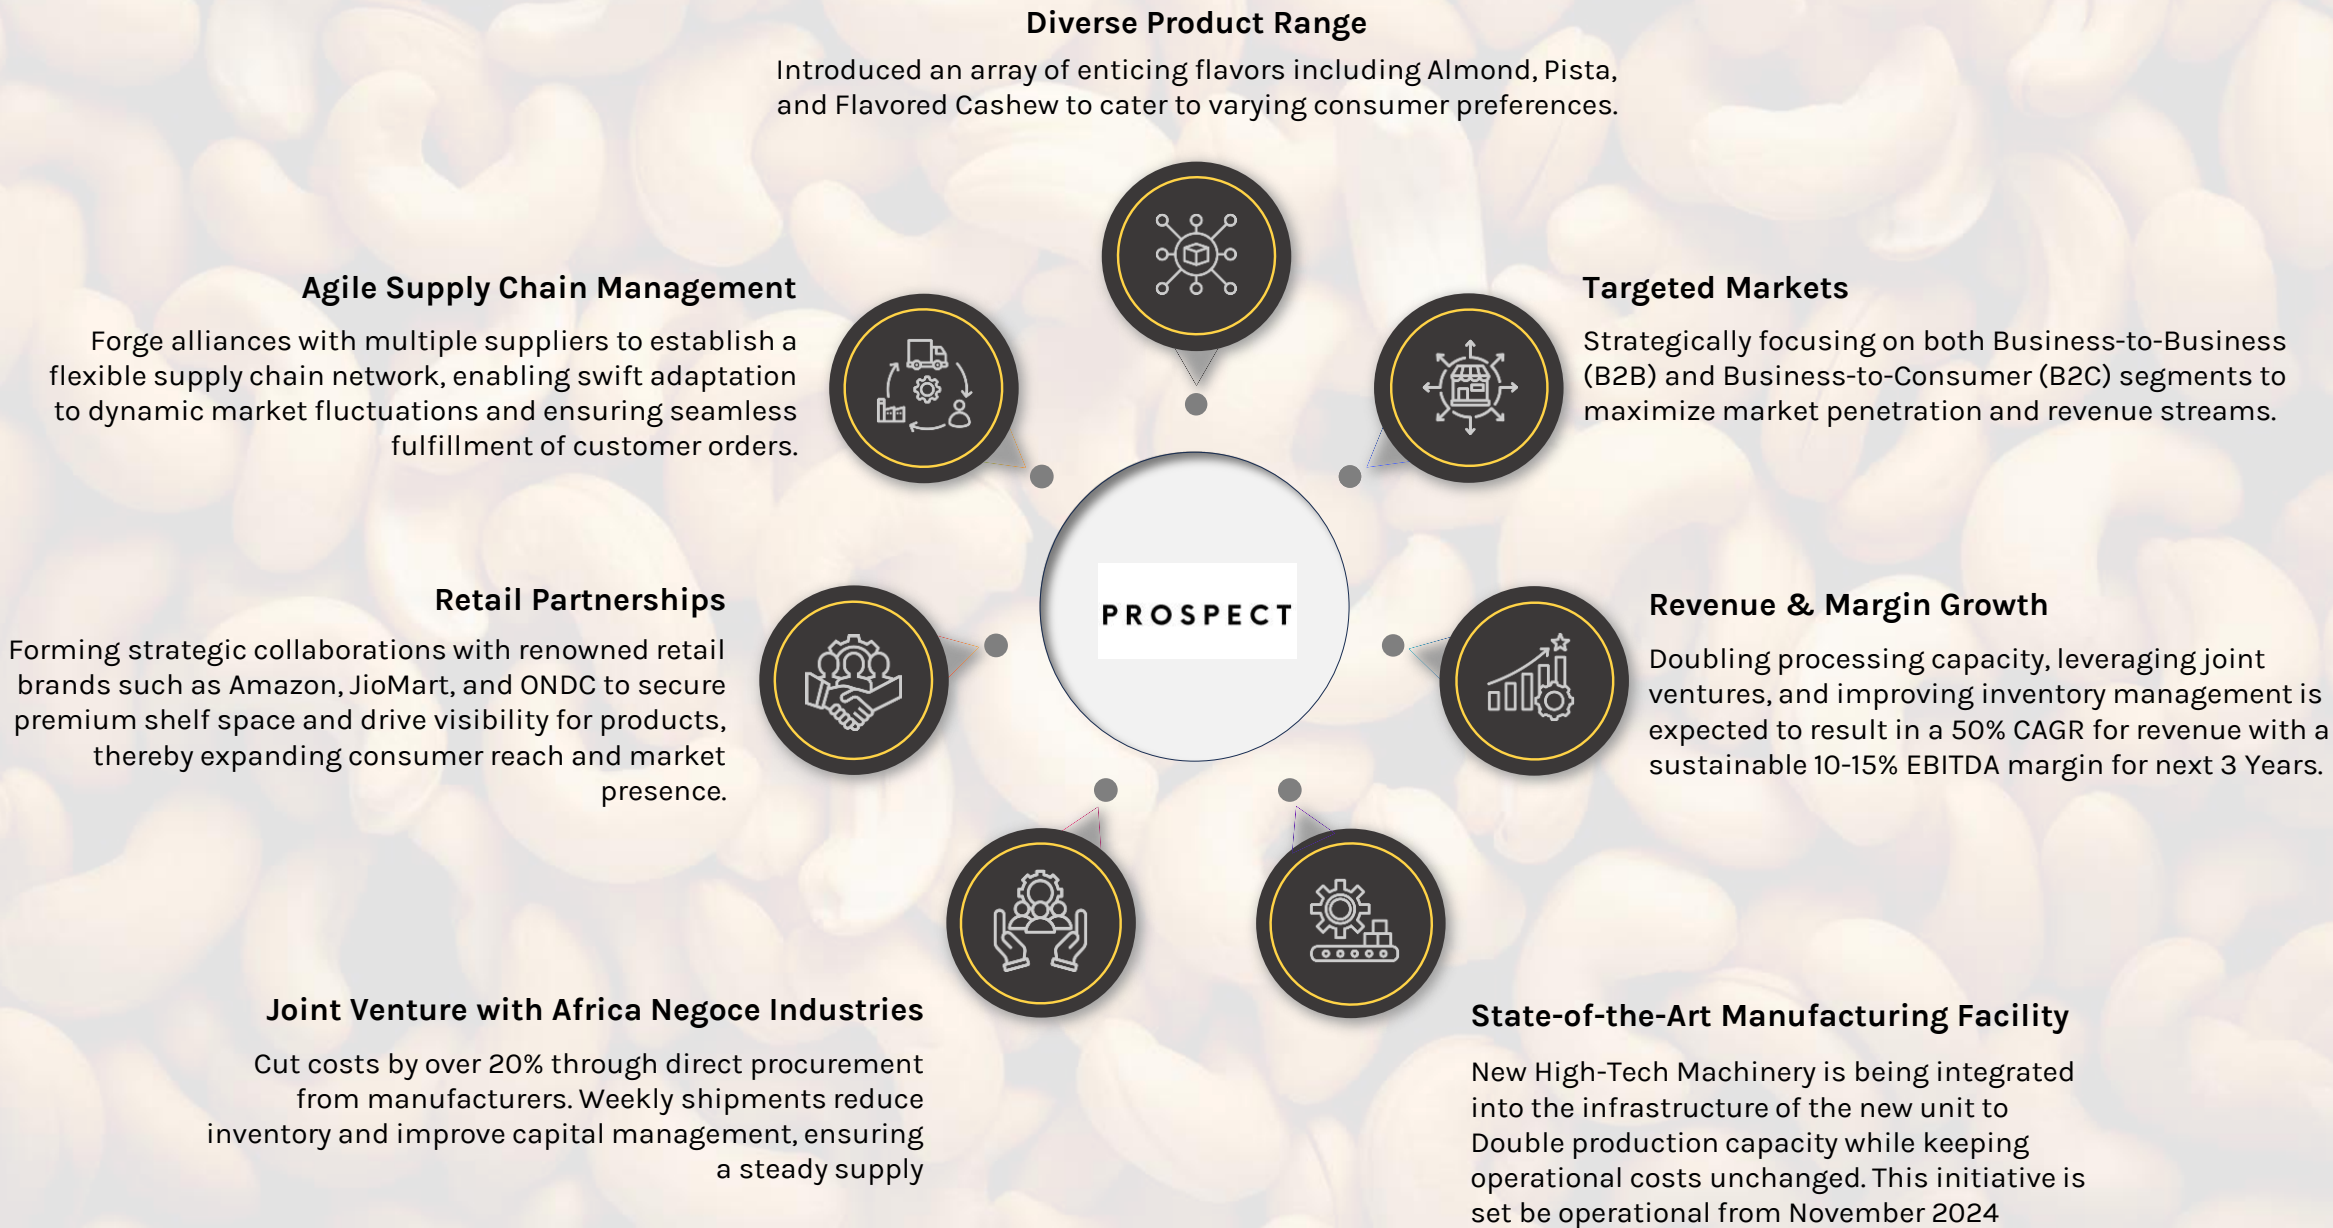 Diverse Product Range
Introduced an array of enticing flavors including Almond, Pista,
and Flavored Cashew to cater to varying consumer preferences.
Agile Supply Chain Management
Forge alliances with multiple suppliers to establish a
flexible supply chain network, enabling swift adaptation
to dynamic market fluctuations and ensuring seamless
fulfillment of customer orders.
Targeted Markets
Strategically focusing on both Business-to-Business
(B2B) and Business-to-Consumer (B2C) segments to
maximize market penetration and revenue streams.
Retail Partnerships
Forming strategic collaborations with renowned retail
brands such as Amazon, JioMart, and ONDC to secure
premium shelf space and drive visibility for products,
thereby expanding consumer reach and market
presence.
PROSPECT
Revenue & Margin Growth
Doubling processing capacity, leveraging joint
ventures, and improving inventory management is
expected to result in a 50% CAGR for revenue with a
sustainable 10-15% EBITDA margin for next 3 Years.
Joint Venture with Africa Negoce Industries
Cut costs by over 20% through direct procurement
from manufacturers. Weekly shipments reduce
inventory and improve capital management, ensuring
a steady supply
State-of-the-Art Manufacturing Facility
New High-Tech Machinery is being integrated
into the infrastructure of the new unit to
Double production capacity while keeping
operational costs unchanged. This initiative is
set be operational from November 2024